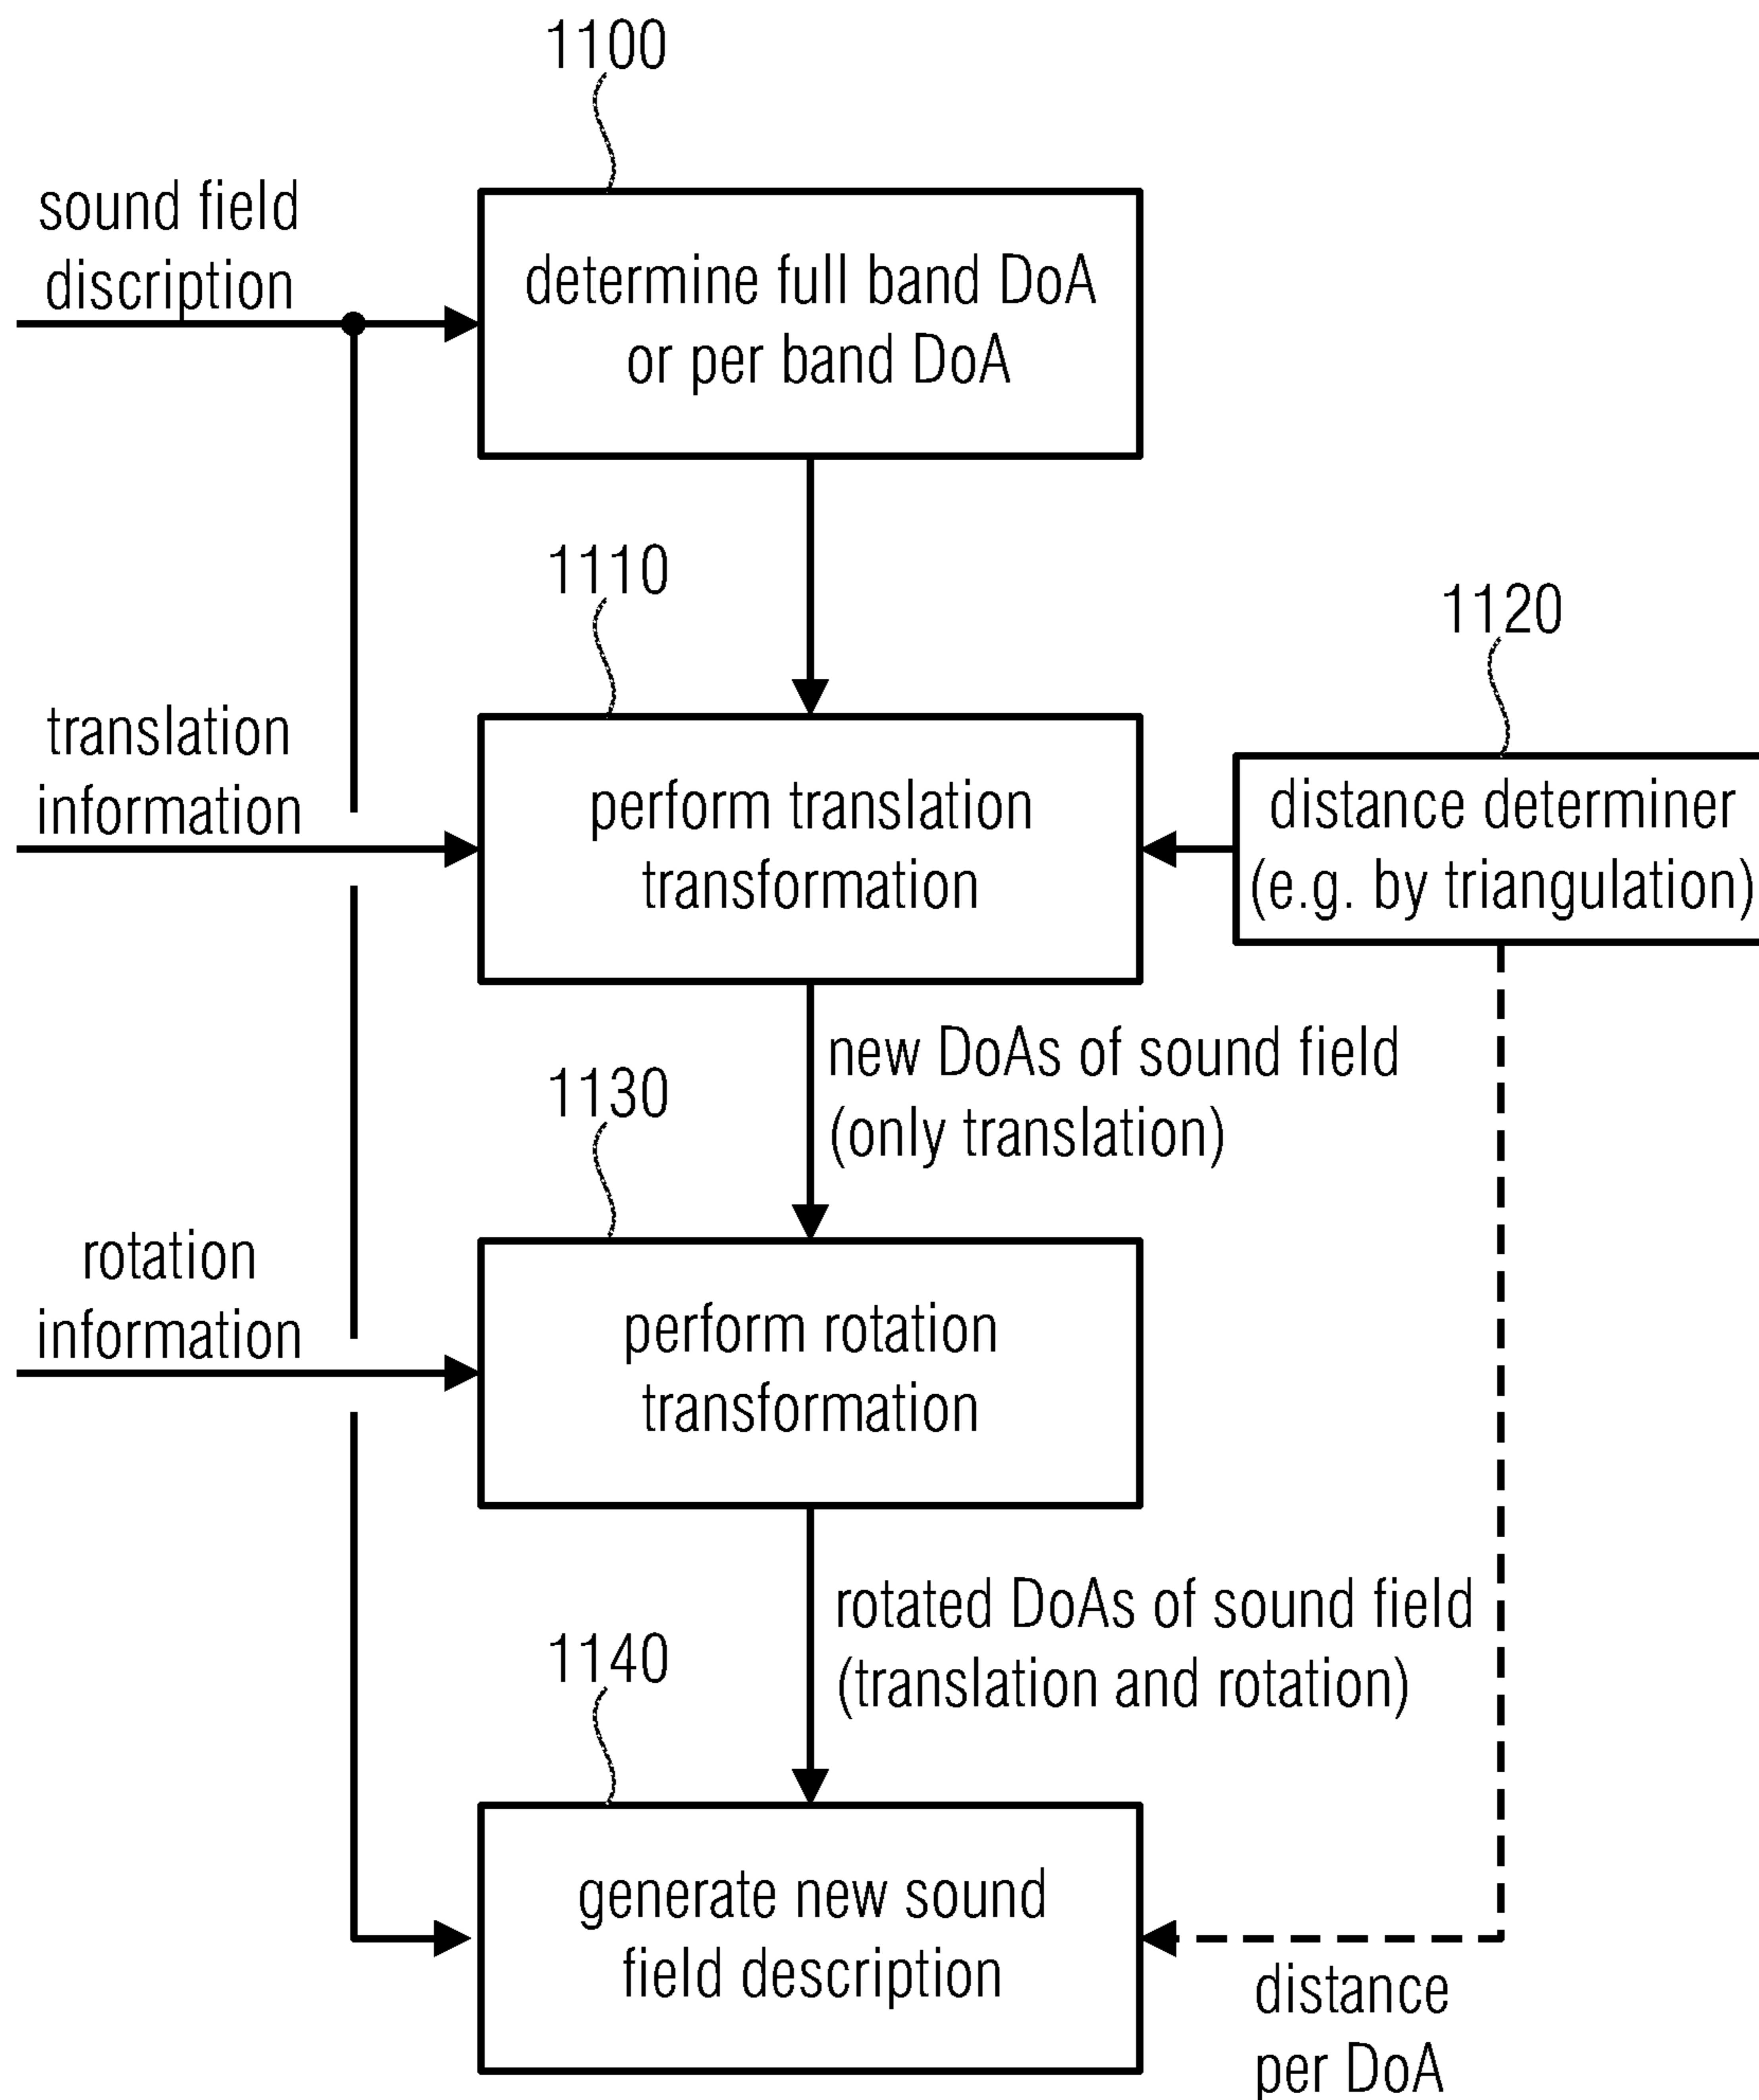 1100
sound field
discription
determine full band DoA
or per band DoA
1110
1120
translation
information
perform translation
transformation
distance determiner
(e.g. by triangulation)
new DoAs of sound field
(only translation)
1130
rotation
information
perform rotation
transformation
rotated DoAs of sound field
(translation and rotation)
1140
generate new sound
field description
distance
per DoA